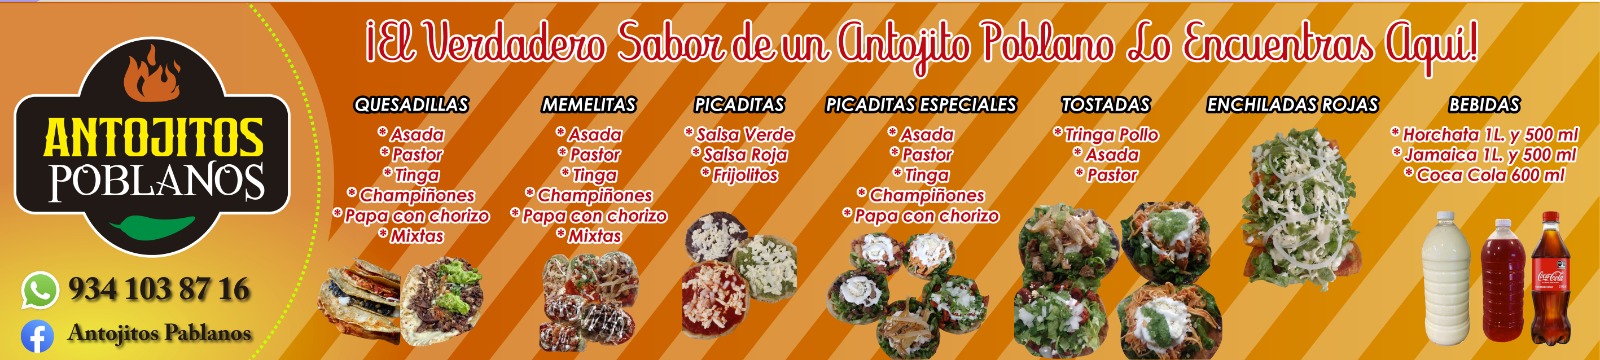 ANTOJITOS
POBLANOS
934 103 87 16
Antojitos Pablanos
¡El Verdadero Sabor de un Antojito Poblano Lo Encuentras Aquí!
QUESADILLAS
* Asada
* Pastor
* Tinga
* Champiñones
* Papa con chorizo
* Mixtas
MEMELITAS
* Asada
* Pastor
* Tinga
* Champiñones
* Papa con chorizo
* Mixtas
PICADITAS
* Salsa Verde
* Salsa Roja
* Frijolitos
PICADITAS ESPECIALES
* Asada
* Pastor
* Tinga
* Champiñones
* Papa con chorizo
TOSTADAS
* Tringa Pollo
* Asada
* Pastor
ENCHILADAS ROJAS
BEBIDAS
* Horchata 1L. y 500 ml
* Jamaica 1L. y 500 ml
* Coca Cola 600 ml
Coca-Cola